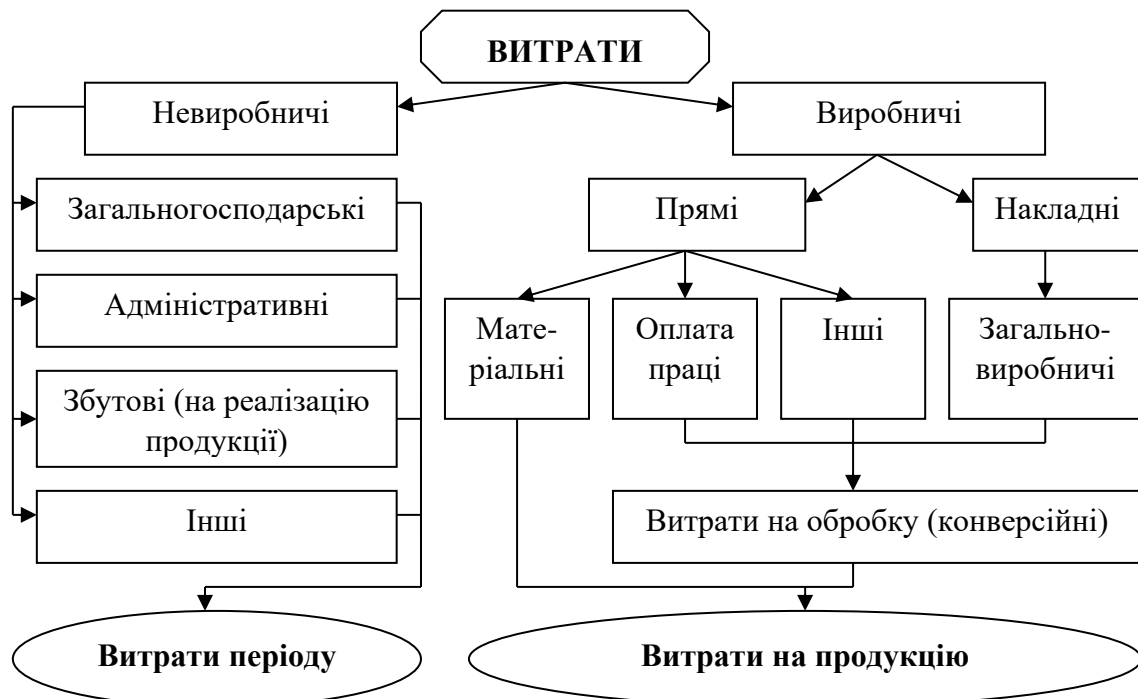 ВИТРАТИ
Невиробничі
Виробничі
Загальногосподарські
Прямі
Накладні
Адміністративні
Мате-
ріальні
Оплата
праці
Інші
Загально-
виробничі
Збутові (на реалізацію
продукції)
Інші
Витрати на обробку (конверсійні)
Витрати періоду
Витрати на продукцію